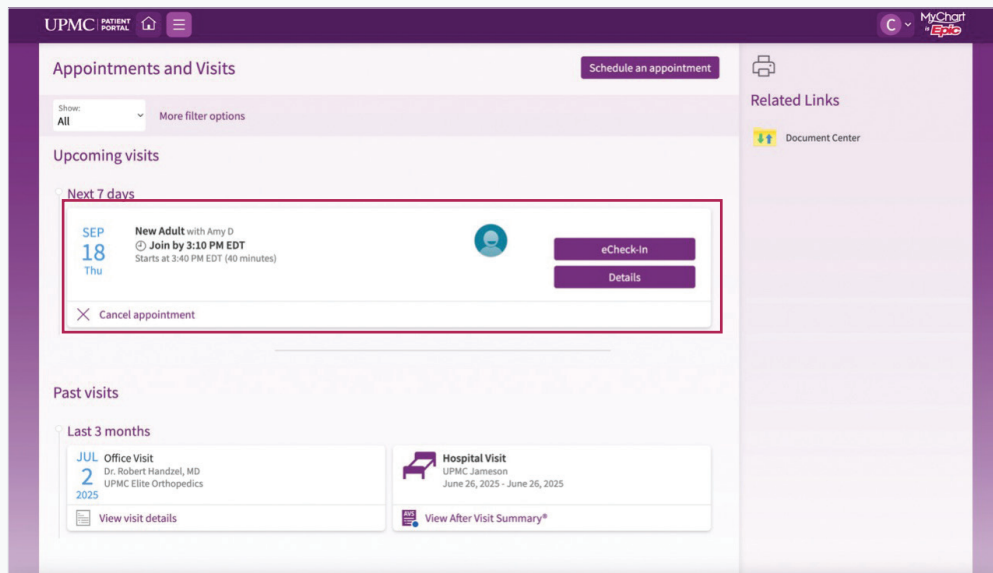 UPMC PATIENT PORTAL
C
MyChart
by Epic
Appointments and Visits
Schedule an appointment
Show:
All
More filter options
Upcoming visits
Next 7 days
SEP
18
Thu
New Adult with Amy D
Join by 3:10 PM EDT
Starts at 3:40 PM EDT (40 minutes)
eCheck-In
Details
Cancel appointment
Past visits
Last 3 months
JUL
2
2025
Office Visit
Dr. Robert Handzel, MD
UPMC Elite Orthopedics
View visit details
Hospital Visit
UPMC Jameson
June 26, 2025 - June 26, 2025
AVS
View After Visit Summary®
Related Links
Document Center